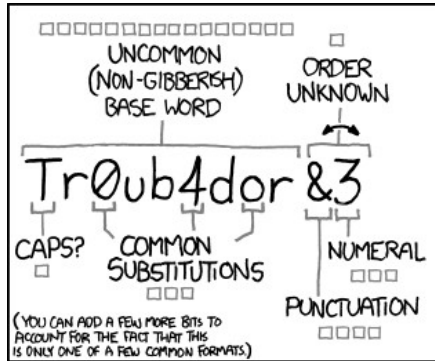 UNCOMMON
(NON-GIBBERISH)
BASE WORD
ORDER
UNKNOWN
Tr0ub4dor &3
CAPS?
COMMON
SUBSTITUTIONS
NUMERAL
PUNCTUATION
(YOU CAN ADD A FEW MORE BITS TO
ACCOUNT FOR THE FACT THAT THIS
IS ONLY ONE OF A FEW COMMON FORMATS.)